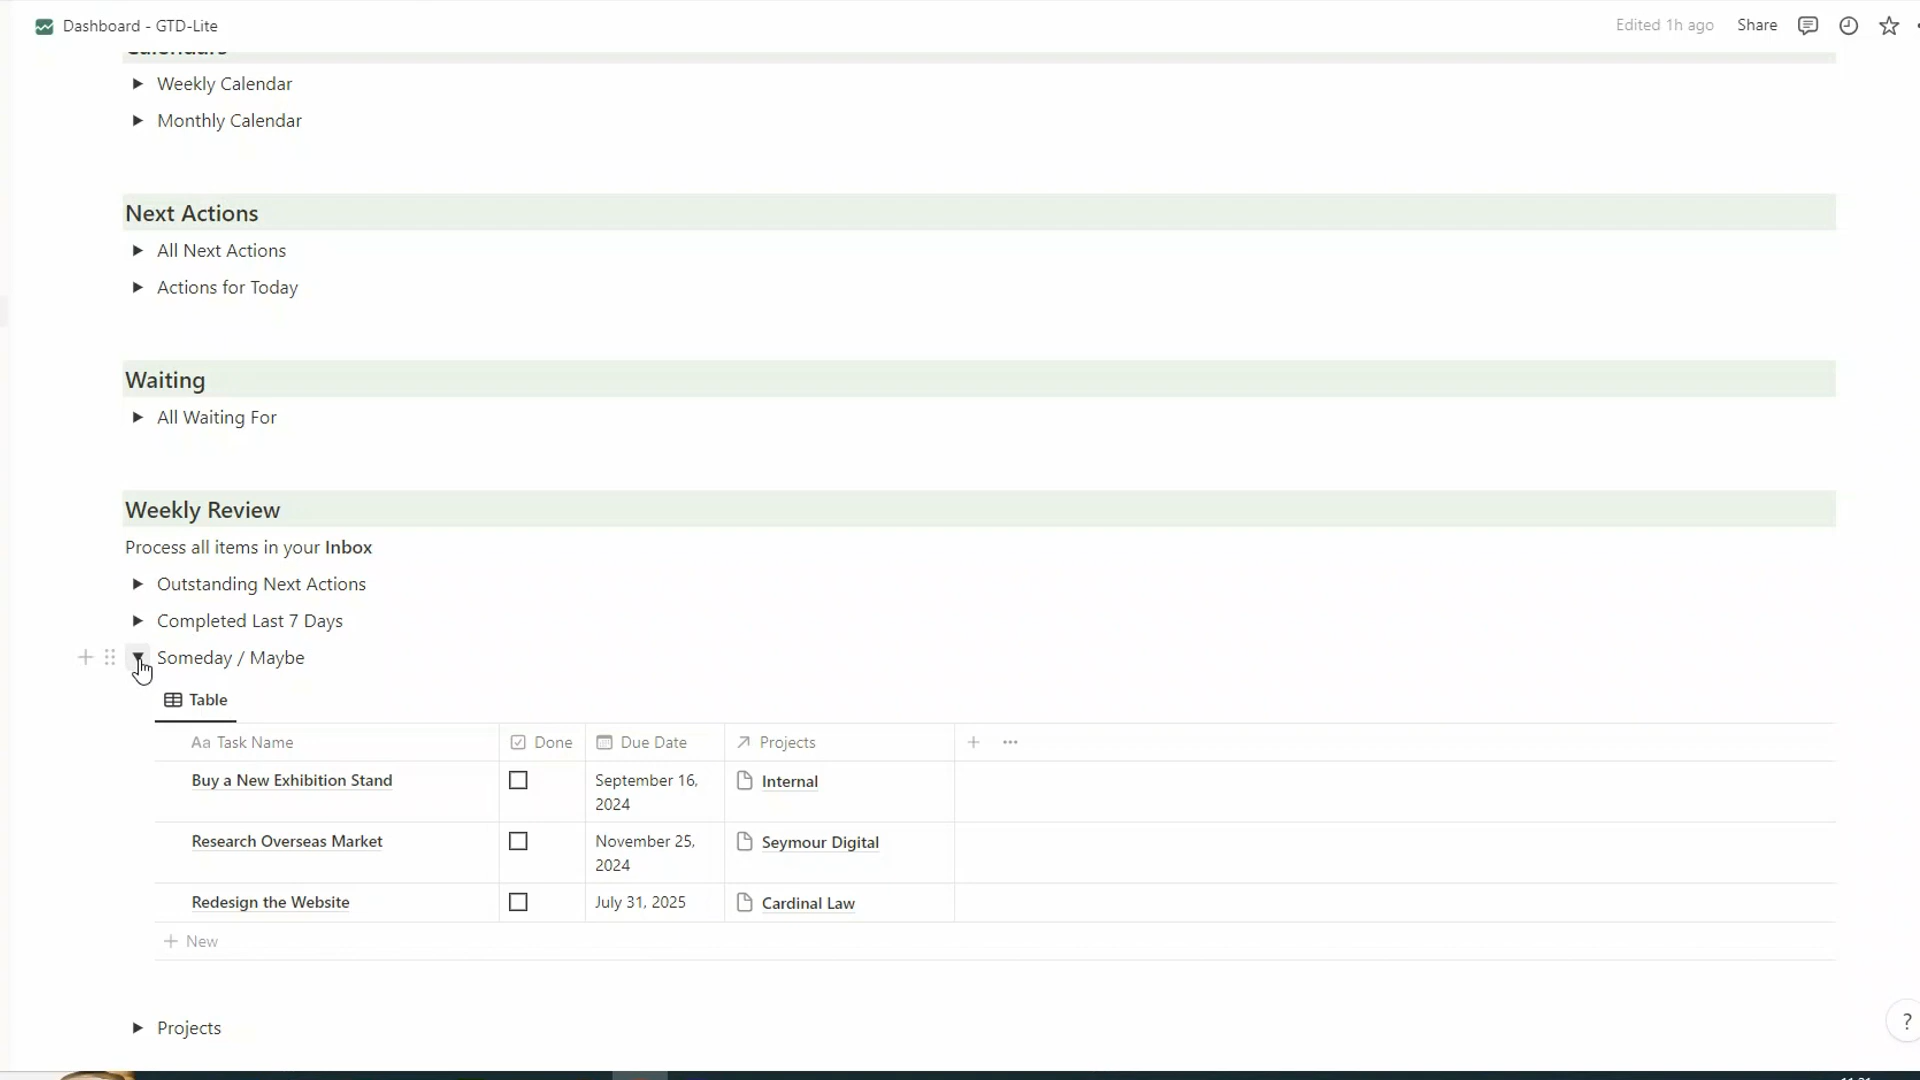 Dashboard - GTD-Lite
Edited 1h ago Share
Calendars
Weekly Calendar
Monthly Calendar
Next Actions
All Next Actions
Actions for Today
Waiting
All Waiting For
Weekly Review
Process all items in your Inbox
Outstanding Next Actions
Completed Last 7 Days
Someday / Maybe
Table
Aa Task Name Done Due Date Projects
Buy a New Exhibition Stand September 16, Internal
2024
Research Overseas Market November 25, Seymour Digital
2024
Redesign the Website July 31, 2025 Cardinal Law
New
Projects
?